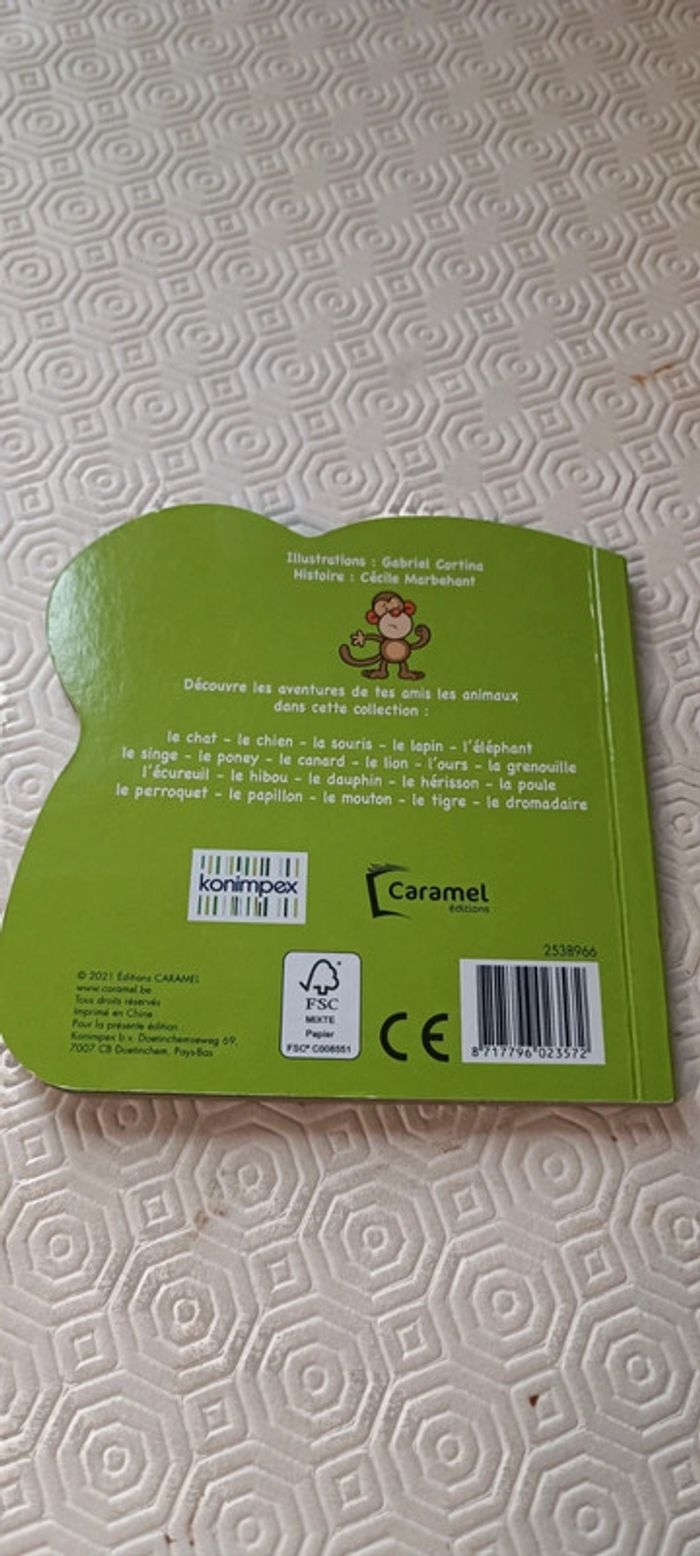 Illustrations : Gabriel Cortina
Histoire : Cécile Marbehant
Découvre les aventures de tes amis les animaux
dans cette collection :
le chat - le chien - la souris - le lapin - l'éléphant
le singe - le poney - le canard - le lion - l'ours - la grenouille
l'écureuil - le hibou - le dauphin - le hérisson - la poule
le perroquet - le papillon - le mouton - le tigre - le dromadaire
konimpex
Caramel
éditions
© 2021 Éditions CARAMEL
www.caramel.be
Tous droits réservés
Imprimé en Chine
Pour la présente édition :
Konimpex b.v. Doetinchemseweg 69,
7007 CB Doetinchem, Pays-Bas
FSC
MIXTE
Papier
FSC® C008551
CE
2538966
8 717796 023572